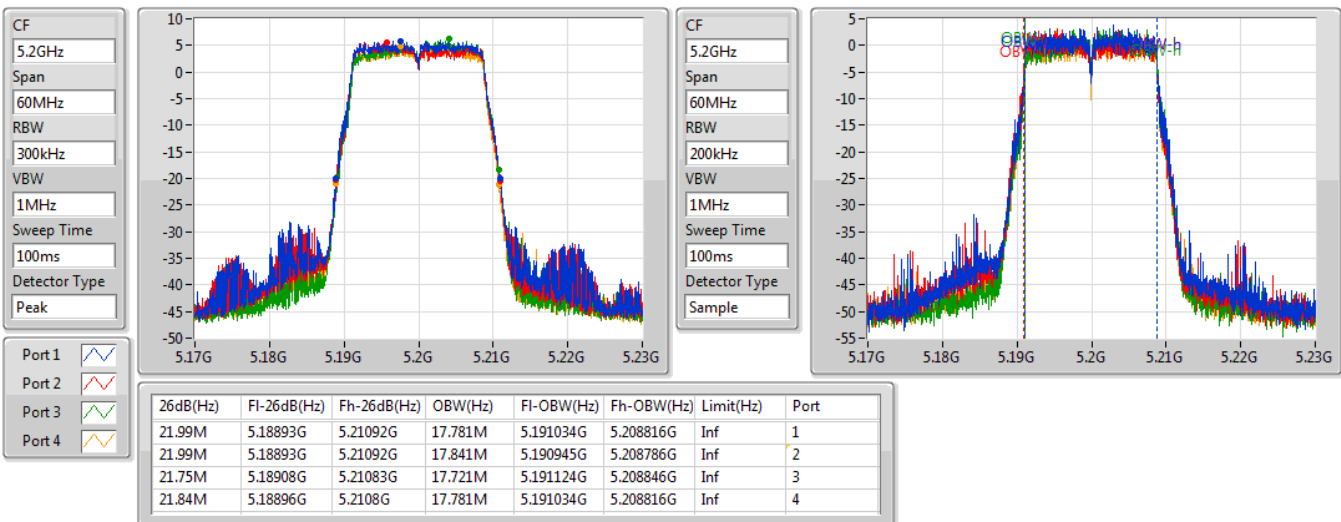 CF
5.2GHz
Span
60MHz
RBW
300kHz
VBW
1MHz
Sweep Time
100ms
Detector Type
Peak
10
5
0
-5
-10
-15
-20
-25
-30
-35
-40
-45
-50
5.17G 5.18G 5.19G 5.2G 5.21G 5.22G 5.23G
CF
5.2GHz
Span
60MHz
RBW
200kHz
VBW
1MHz
Sweep Time
100ms
Detector Type
Sample
5
0
-5
-10
-15
-20
-25
-30
-35
-40
-45
-50
-55
5.17G 5.18G 5.19G 5.2G 5.21G 5.22G 5.23G
Port 1
Port 2
Port 3
Port 4
26dB(Hz) Fl-26dB(Hz) Fh-26dB(Hz) OBW(Hz) Fl-OBW(Hz) Fh-OBW(Hz) Limit(Hz) Port
21.99M 5.18893G 5.21092G 17.781M 5.191034G 5.208816G Inf 1
21.99M 5.18893G 5.21092G 17.841M 5.190945G 5.208786G Inf 2
21.75M 5.18908G 5.21083G 17.721M 5.191124G 5.208846G Inf 3
21.84M 5.18896G 5.2108G 17.781M 5.191034G 5.208816G Inf 4